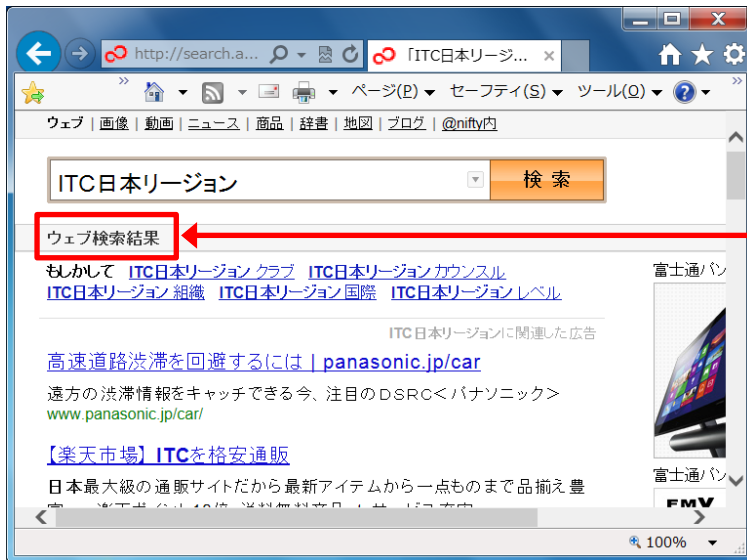 http://search.a...
「ITC日本リージ...
ページ(P)
セーフティ(S)
ツール(O)
ウェブ | 画像 | 動画 | ニュース | 商品 | 辞書 | 地図 | ブログ | @nifty内
ITC日本リージョン
検 索
ウェブ検索結果
もしかして ITC日本リージョン クラブ ITC日本リージョン カウンスル
ITC日本リージョン 組織 ITC日本リージョン 国際 ITC日本リージョン レベル
富士通パソ
ITC日本リージョンに関連した広告
高速道路渋滞を回避するには | panasonic.jp/car
遠方の渋滞情報をキャッチできる今、注目のDSRC<パナソニック>
www.panasonic.jp/car/
【楽天市場】ITCを格安通販
日本最大級の通販サイトだから最新アイテムから一点ものまで品揃え豊
富士通パソ
FMV
100%